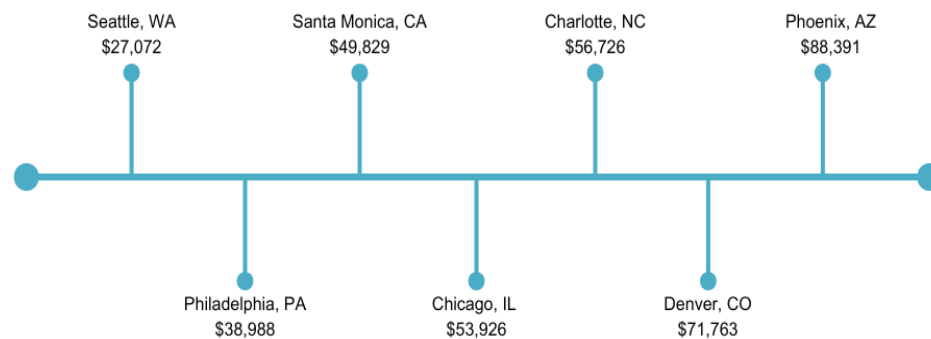 Seattle, WA
$27,072
Santa Monica, CA
$49,829
Charlotte, NC
$56,726
Phoenix, AZ
$88,391
Philadelphia, PA
$38,988
Chicago, IL
$53,926
Denver, CO
$71,763